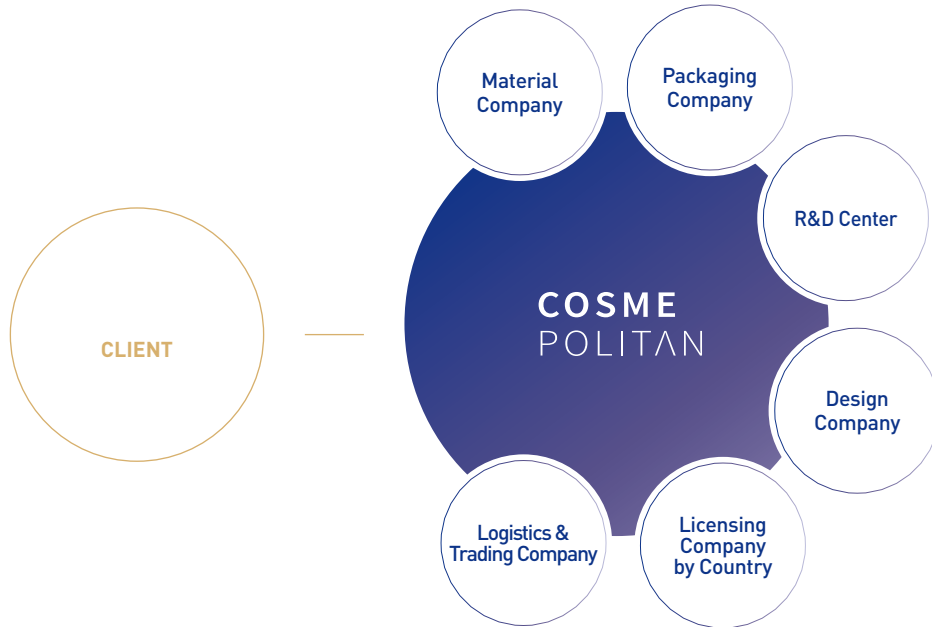 Material
Company
Packaging
Company
R&D Center
CLIENT
COSME
POLITAN
Design
Company
Logistics &
Trading Company
Licensing
Company
by Country